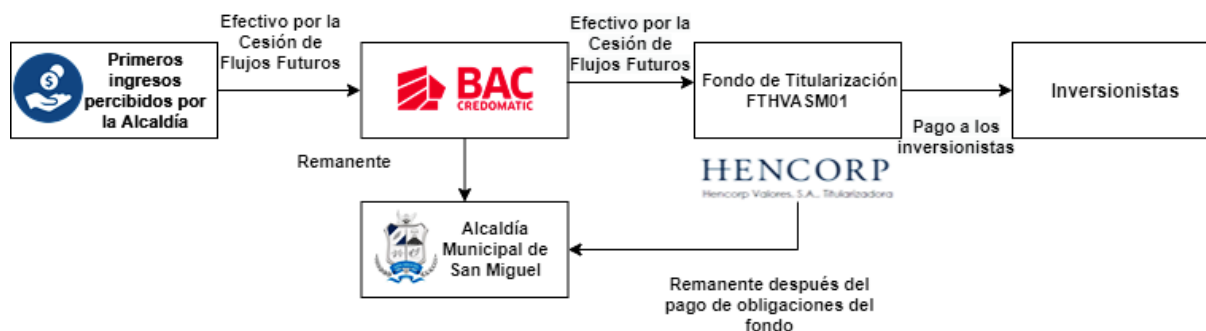 Primeros
ingresos
percibidos por
la Alcaldía
Efectivo por la
Cesión de
Flujos Futuros
BAC
CREDOMATIC
Efectivo por la
Cesión de
Flujos Futuros
Fondo de Titularización
FTHVASM01
Pago a los
inversionistas
Inversionistas
Remanente
HENCORP
Hencorp Valores, S.A., Titularizadora
Alcaldía
Municipal de
San Miguel
Remanente después del
pago de obligaciones del
fondo